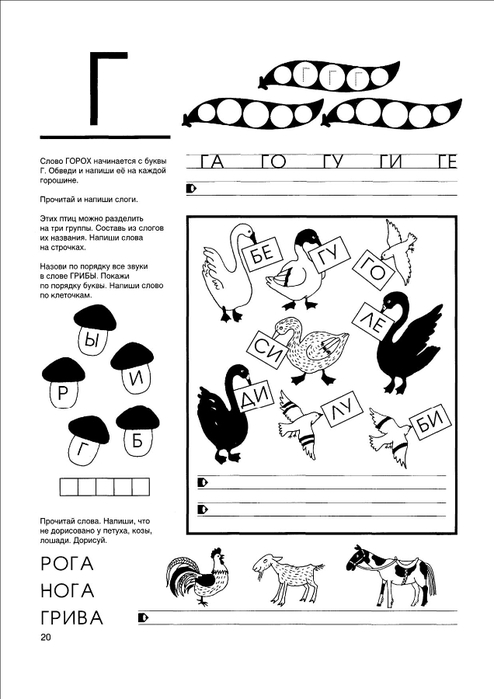 Г
Г Г Г
Слово ГОРОХ начинается с буквы
Г. Обведи и напиши её на каждой
горошине.
Прочитай и напиши слоги.
ГА ГО ГУ ГИ ГЕ
Этих птиц можно разделить
на три группы. Составь из слогов
их названия. Напиши слова
на строчках.
Назови по порядку все звуки
в слове ГРИБЫ. Покажи
по порядку буквы. Напиши слово
по клеточкам.
Ы
Р
И
Г
Б
БЕ
ГУ
ГО
ЛЕ
СИ
ДИ
ЛУ
БИ
Прочитай слова. Напиши, что
не дорисовано у петуха, козы,
лошади. Дорисуй.
РОГА
НОГА
ГРИВА
20